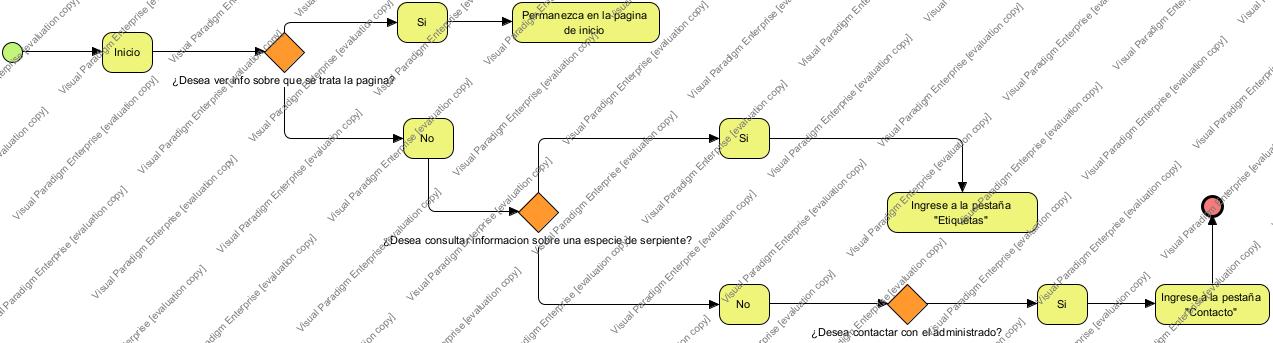 Inicio
¿Desea ver info sobre que se trata la pagina?
Si
Permanezca en la pagina
de inicio
No
¿Desea consultar informacion sobre una especie de serpiente?
Si
Ingrese a la pestaña
"Etiquetas"
No
¿Desea contactar con el administrado?
Si
Ingrese a la pestaña
"Contacto"
Visual Paradigm Enterprise [evaluation copy]